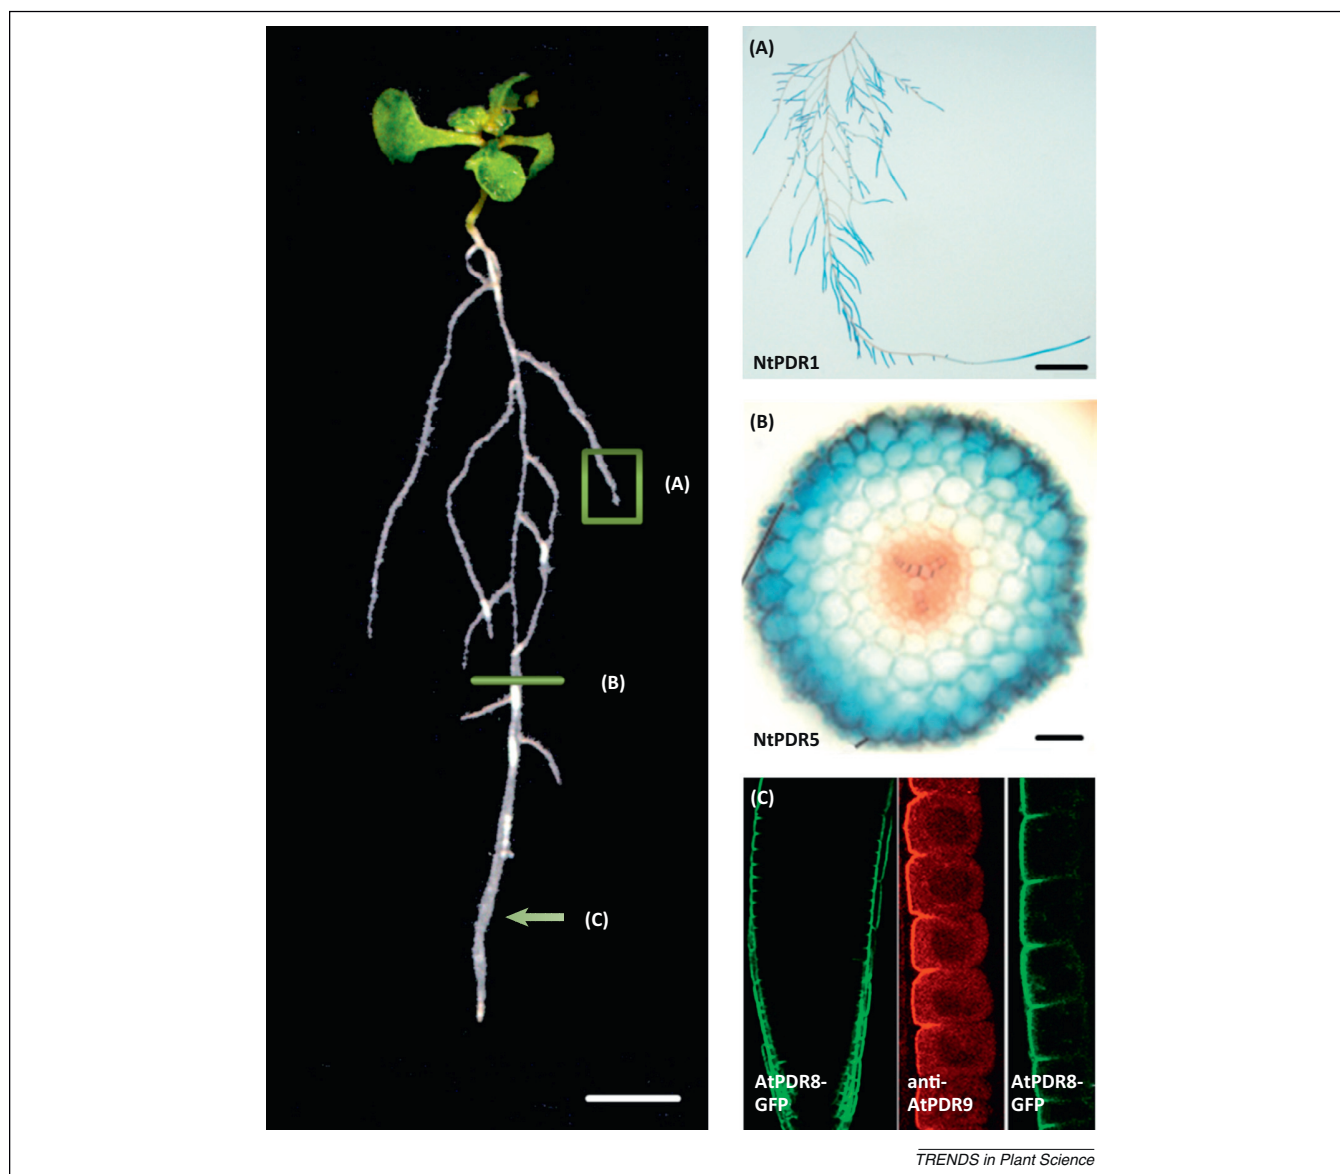 (A)
(B)
(C)
(A)
NtPDR1
(B)
NtPDR5
(C)
AtPDR8-
GFP
anti-
AtPDR9
AtPDR8-
GFP
TRENDS in Plant Science